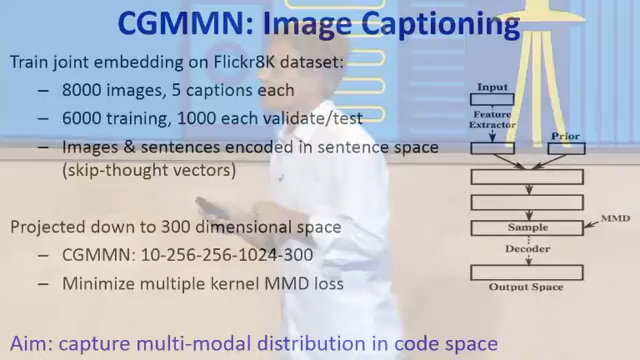 CGMMN: Image Captioning
Train joint embedding on Flickr8K dataset:
– 8000 images, 5 captions each
– 6000 training, 1000 each validate/test
– Images & sentences encoded in sentence space
(skip-thought vectors)
Projected down to 300 dimensional space
– CGMMN: 10-256-256-1024-300
– Minimize multiple kernel MMD loss
Aim: capture multi-modal distribution in code space
Input
Feature
Extractor
Prior
MMD
Sample
Decoder
Output Space